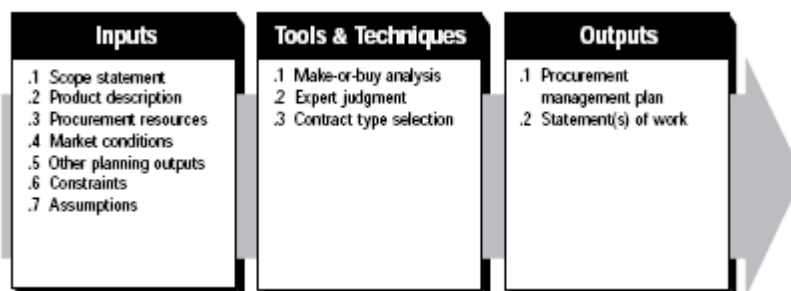 Inputs
.1 Scope statement
.2 Product description
.3 Procurement resources
.4 Market conditions
.5 Other planning outputs
.6 Constraints
.7 Assumptions
Tools & Techniques
.1 Make-or-buy analysis
.2 Expert judgment
.3 Contract type selection
Outputs
.1 Procurement
management plan
.2 Statement(s) of work